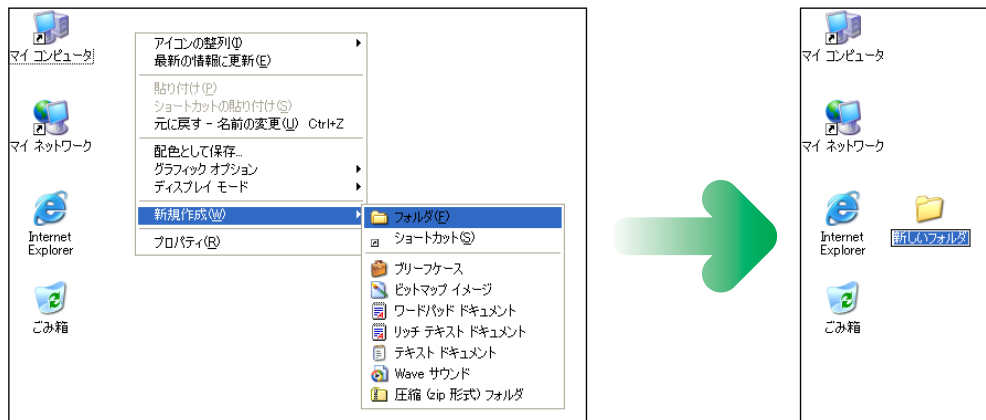 マイ コンピュータ
マイ ネットワーク
Internet
Explorer
ごみ箱
アイコンの整列(I)
最新の情報に更新(E)
貼り付け(P)
ショートカットの貼り付け(S)
元に戻す - 名前の変更(U) Ctrl+Z
配色として保存...
グラフィック オプション
ディスプレイ モード
新規作成(W)
プロパティ(R)
フォルダ(F)
ショートカット(S)
ブリーフケース
ビットマップ イメージ
ワードパッド ドキュメント
リッチ テキスト ドキュメント
テキスト ドキュメント
Wave サウンド
圧縮 (zip 形式) フォルダ
マイ コンピュータ
マイ ネットワーク
Internet
Explorer
新しいフォルダ
ごみ箱